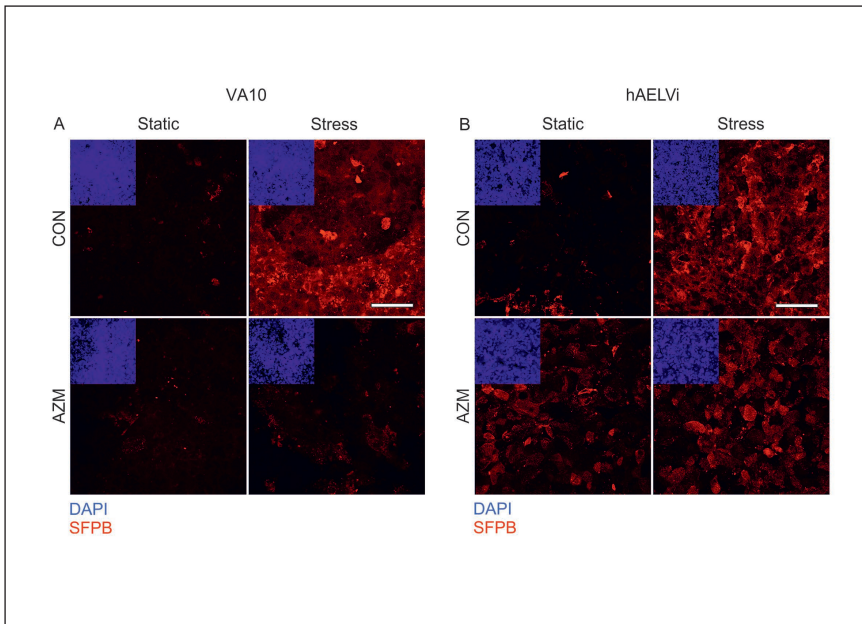 VA10
hAELVi
A
Static
Stress
B
Static
Stress
CON
CON
AZM
AZM
DAPI
SFPB
DAPI
SFPB